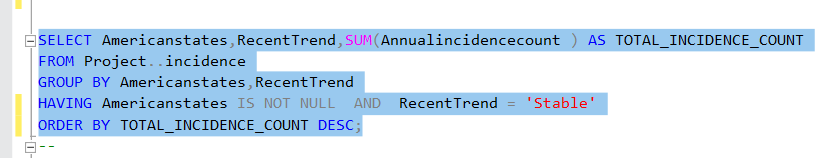 SELECT Americanstates,RecentTrend,SUM(Annualincidencecount ) AS TOTAL_INCIDENCE_COUNT
FROM Project..incidence
GROUP BY Americanstates,RecentTrend
HAVING Americanstates IS NOT NULL  AND  RecentTrend = 'Stable'
ORDER BY TOTAL_INCIDENCE_COUNT DESC;
--